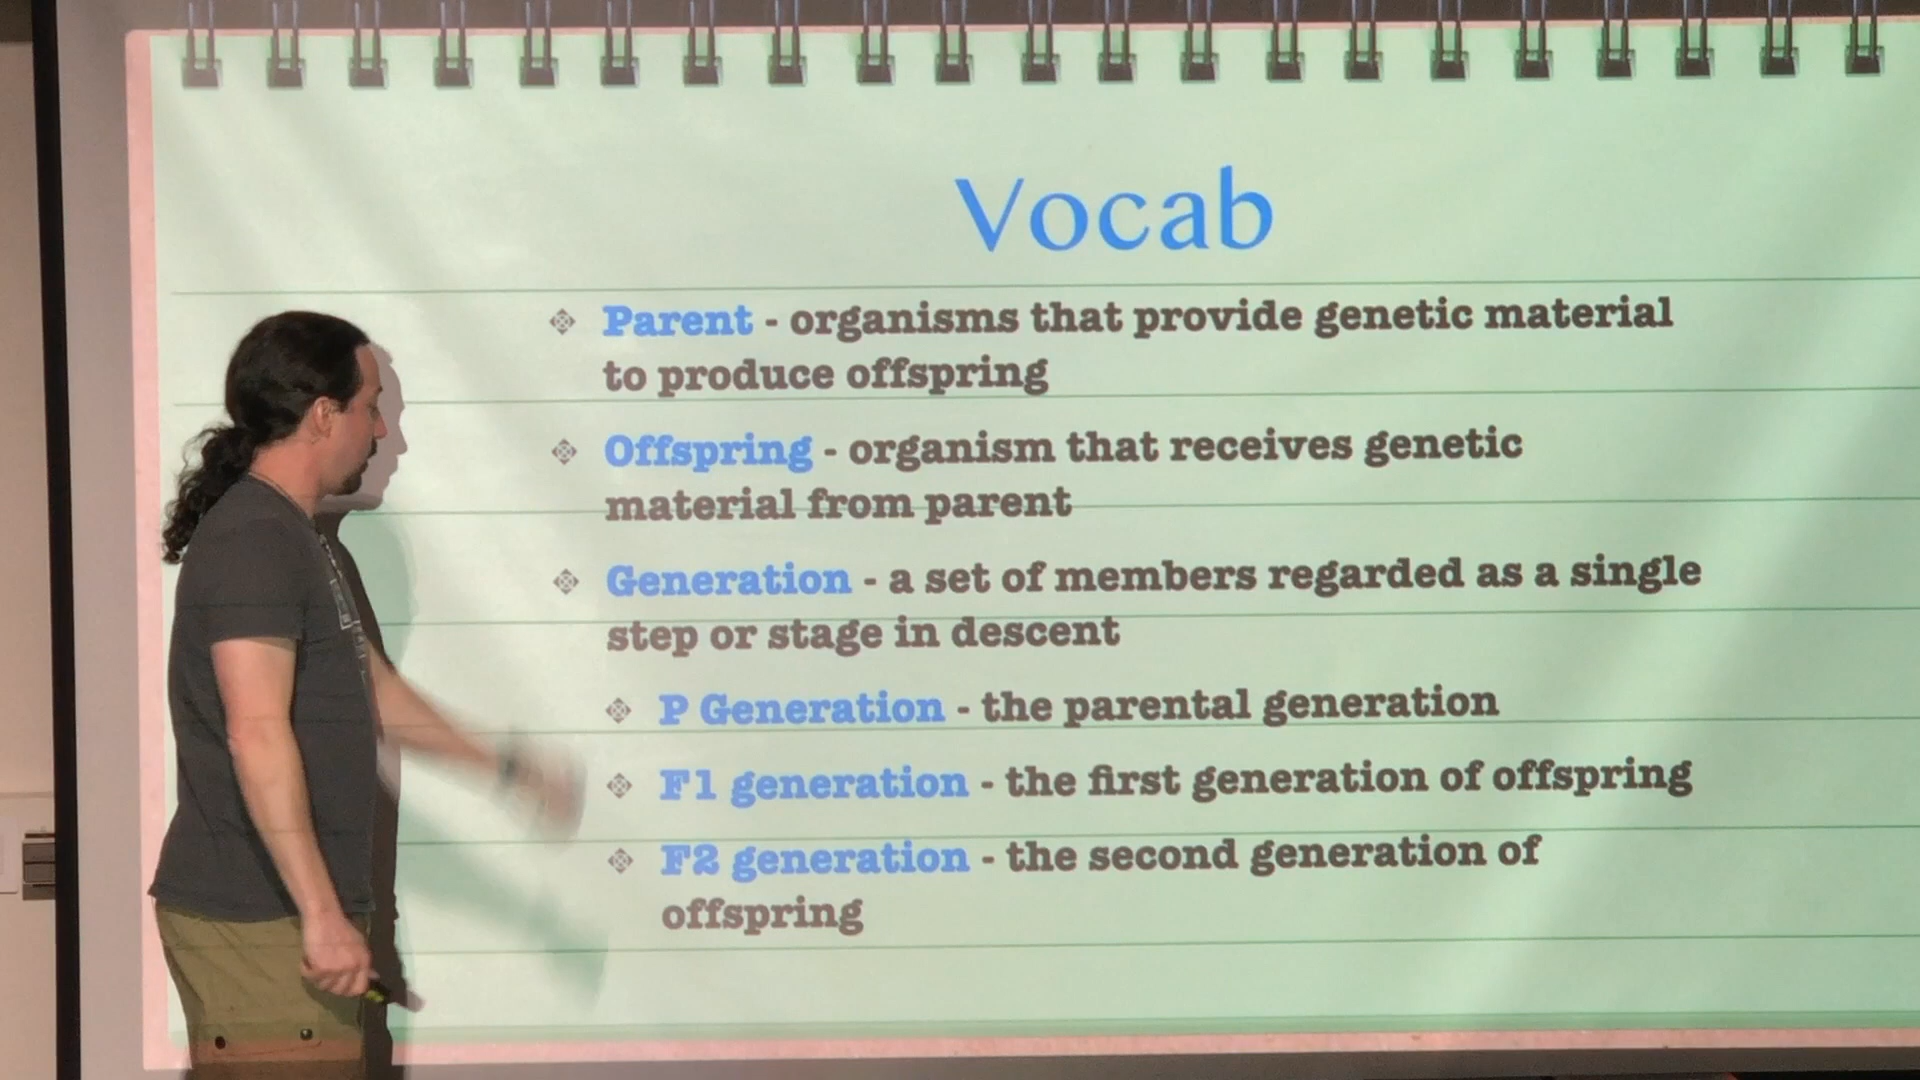 Vocab
Parent - organisms that provide genetic material
to produce offspring
Offspring - organism that receives genetic
material from parent
Generation - a set of members regarded as a single
step or stage in descent
P Generation - the parental generation
F1 generation - the first generation of offspring
F2 generation - the second generation of
offspring